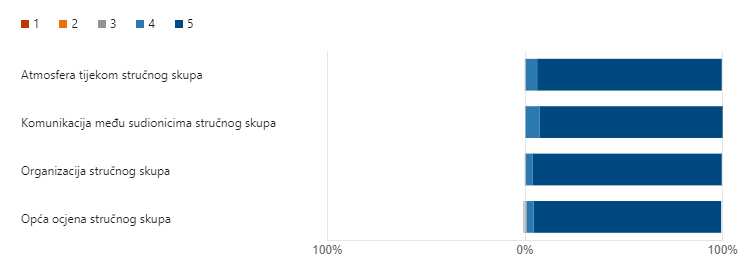 1 2 3 4 5
Atmosfera tijekom stručnog skupa
Komunikacija među sudionicima stručnog skupa
Organizacija stručnog skupa
Opća ocjena stručnog skupa
100% 0% 100%